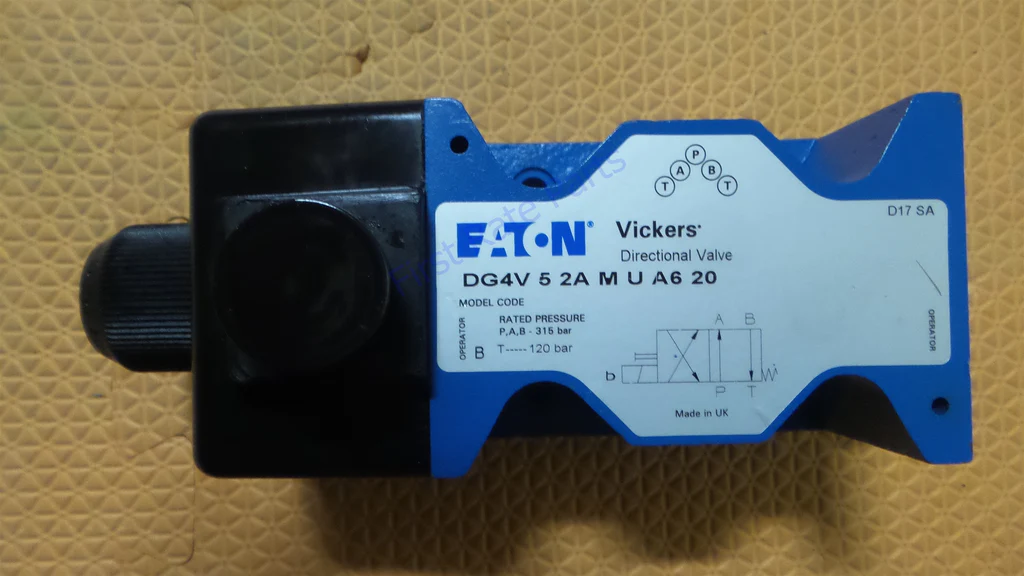 P
A B
T T
D17 SA
EATON® Vickers®
Directional Valve
DG4V 5 2A M U A6 20
MODEL CODE
RATED PRESSURE
P,A,B - 315 bar
T----- 120 bar
OPERATOR
B
A B
b
P T
OPERATOR
Made in UK